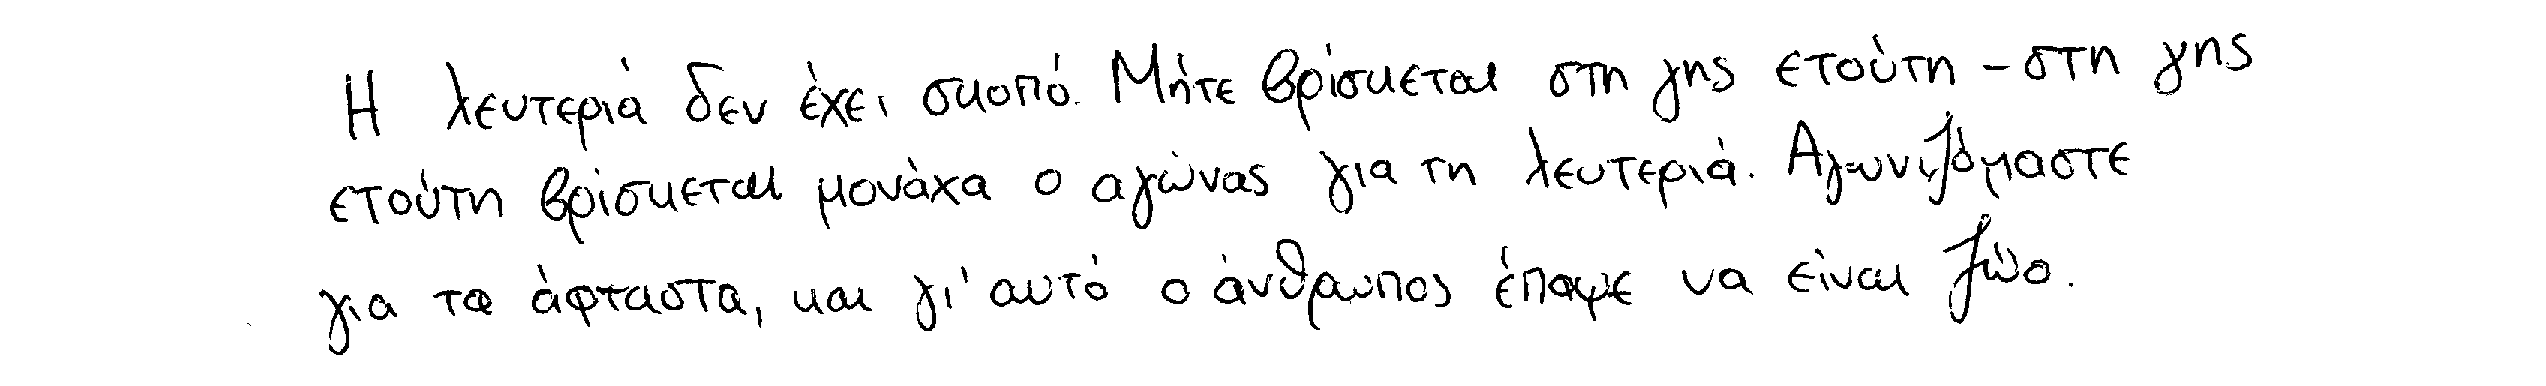 Η λευτεριά δεν έχει σκοπό. Μήτε βρίσκεται στη γης ετούτη – στη γης
ετούτη βρίσκεται μονάχα ο αγώνας για τη λευτεριά. Αγωνιζόμαστε
για τα άφταστα, και γι' αυτό ο άνθρωπος έπαψε να είναι ζώο.